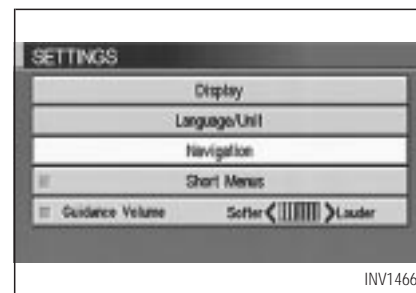 SETTINGS
Display
Language/Unit
Navigation
Short Menus
Guidance Volume Softer Louder
INV1466